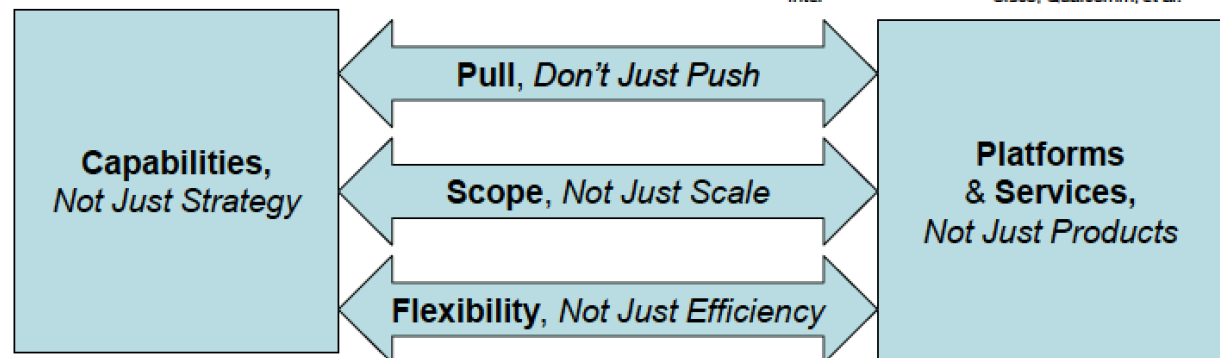 Capabilities,
Not Just Strategy
Pull, Don't Just Push
Scope, Not Just Scale
Flexibility, Not Just Efficiency
Platforms
& Services,
Not Just Products